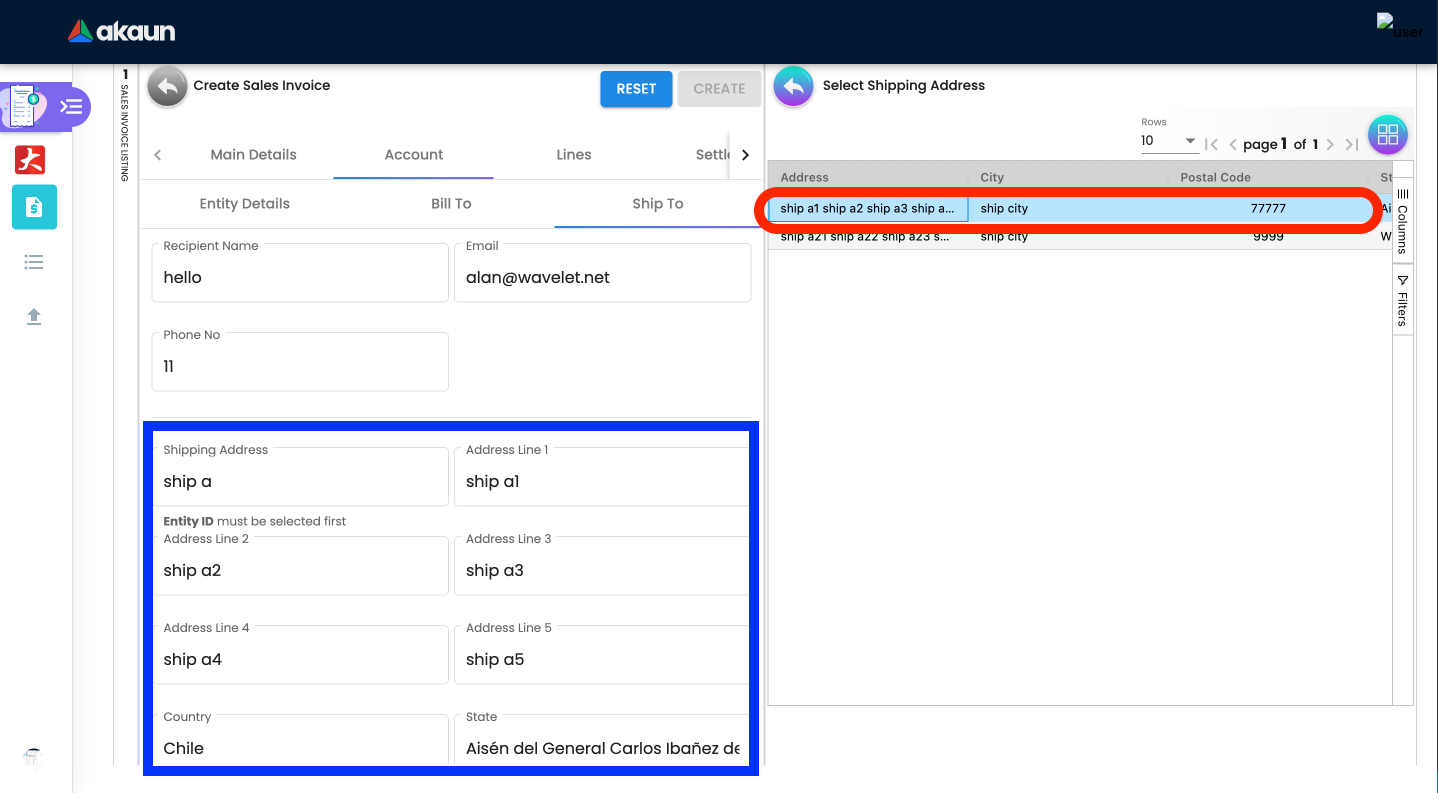 akaun
user
1
SALES INVOICE LISTING
Create Sales Invoice
RESET
CREATE
Main Details
Account
Lines
Settle
Entity Details
Bill To
Ship To
Recipient Name
hello
Email
alan@wavelet.net
Phone No
11
Shipping Address
ship a
Address Line 1
ship a1
Entity ID must be selected first
Address Line 2
ship a2
Address Line 3
ship a3
Address Line 4
ship a4
Address Line 5
ship a5
Country
Chile
State
Aisén del General Carlos Ibañez de
Select Shipping Address
Rows
10
page 1 of 1
Address City Postal Code St
ship a1 ship a2 ship a3 ship a... ship city 77777 Ai
ship a21 ship a22 ship a23 s... ship city 9999 W
Columns
Filters